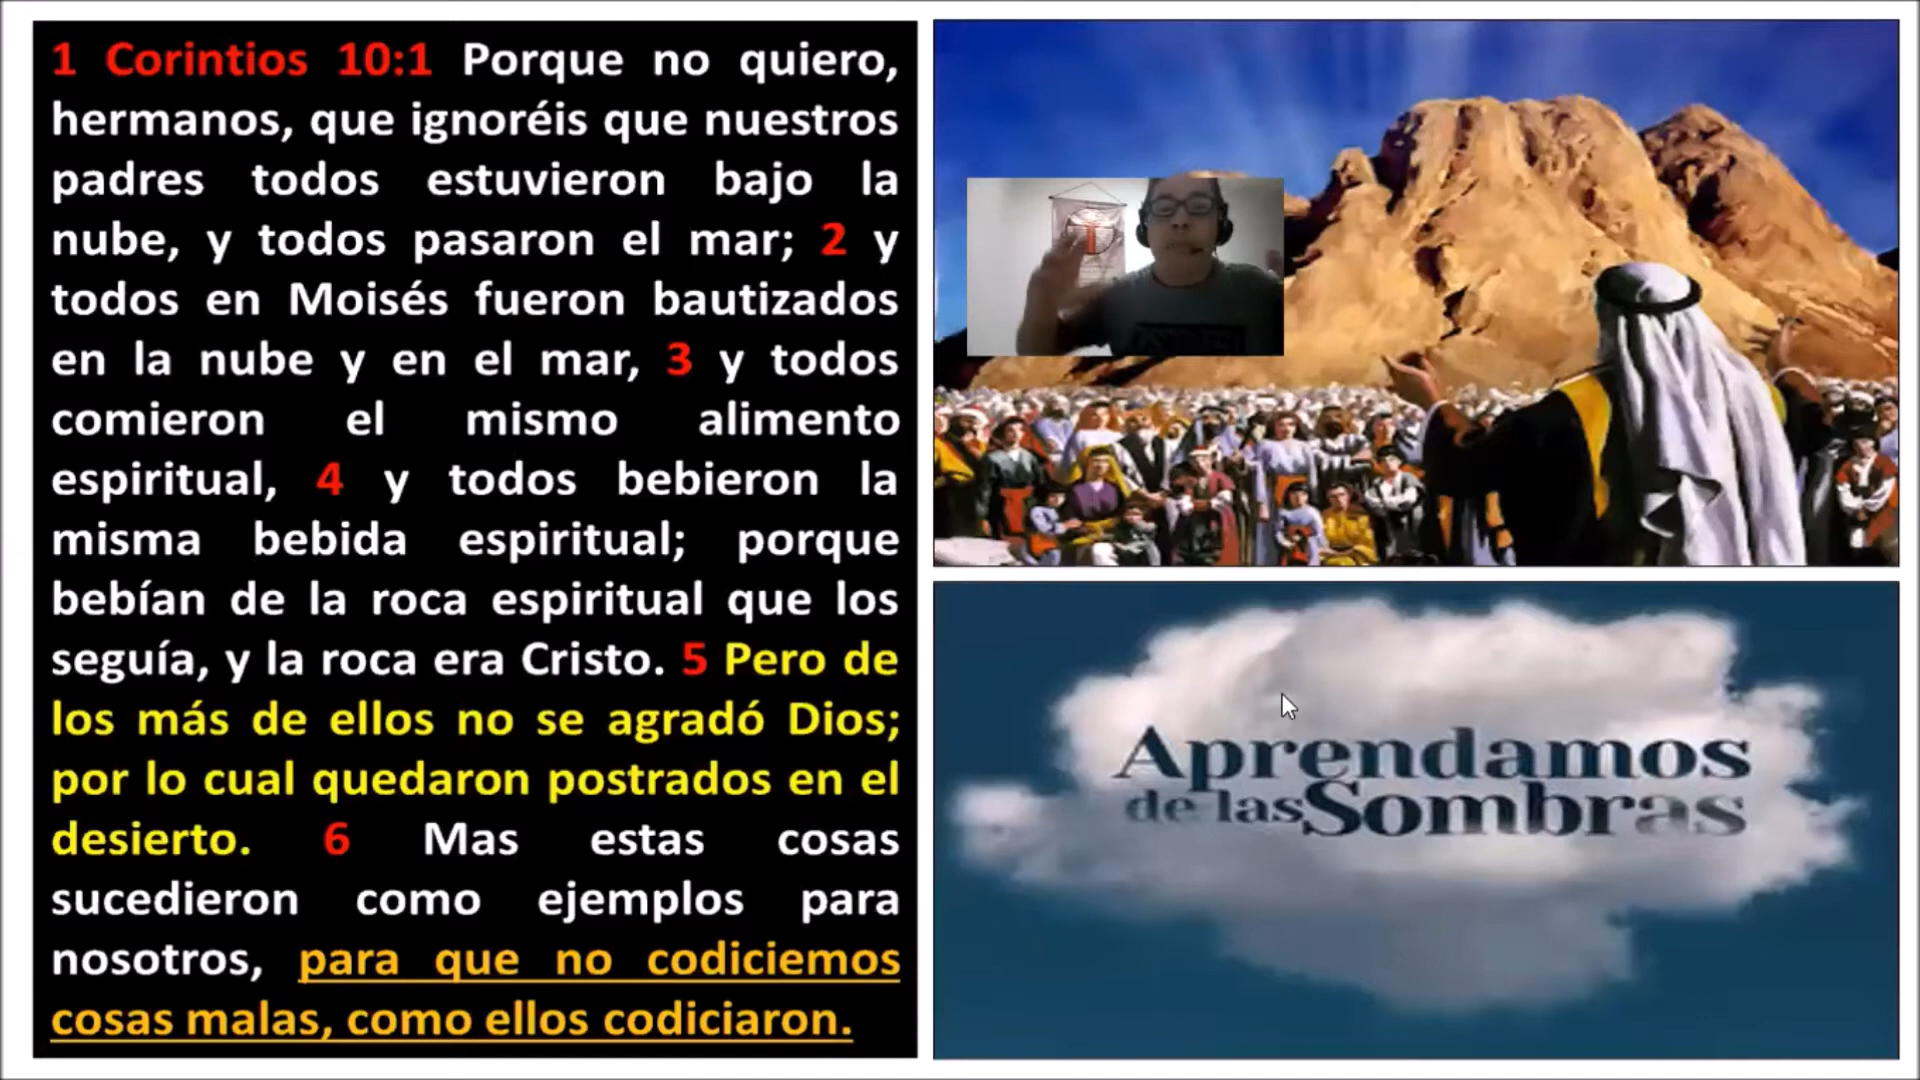 1 Corintios 10:1 Porque no quiero,
hermanos, que ignoréis que nuestros
padres todos estuvieron bajo la
nube, y todos pasaron el mar; 2 y
todos en Moisés fueron bautizados
en la nube y en el mar, 3 y todos
comieron el mismo alimento
espiritual, 4 y todos bebieron la
misma bebida espiritual; porque
bebían de la roca espiritual que los
seguía, y la roca era Cristo. 5 Pero de
los más de ellos no se agradó Dios;
por lo cual quedaron postrados en el
desierto. 6 Mas estas cosas
sucedieron como ejemplos para
nosotros, para que no codiciemos
cosas malas, como ellos codiciaron.
Aprendamos
de las Sombras